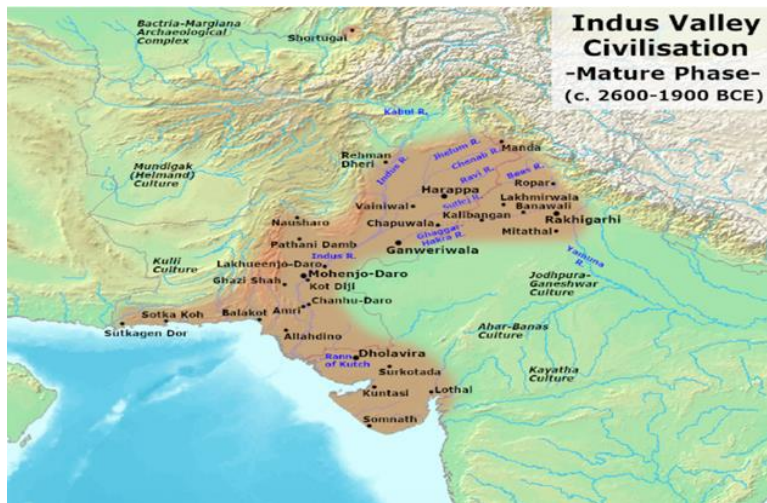 Indus Valley
Civilisation
-Mature Phase-
(c. 2600-1900 BCE)
Bactria-Margiana
Archaeological
Complex
Shortugai
Kabul R.
Mundigak
(Helmand)
Culture
Rehman
Dheri
Indus R.
Jhelum R.
Manda
Chenab R.
Ravi R.
Beas R.
Ropar
Harappa
Sutlej R.
Vainiwal
Lakhmirwala
Banawali
Kalibangan
Rakhigarhi
Chapuwala
Mitathal
Nausharo
Ghaggar-
Hakra R.
Pathani Damb
Ganweriwala
Indus R.
Yamuna
R.
Kulli
Culture
Lakhueenjo-Daro
Mohenjo-Daro
Ghazi Shah
Kot Diji
Jodhpura-
Ganeshwar
Culture
Chanhu-Daro
Amri
Sotka Koh
Balakot
Sutkagen Dor
Allahdino
Ahar-Banas
Culture
Rann
of Kutch
Dholavira
Surkotada
Kayatha
Culture
Kuntasi
Lothal
Somnath